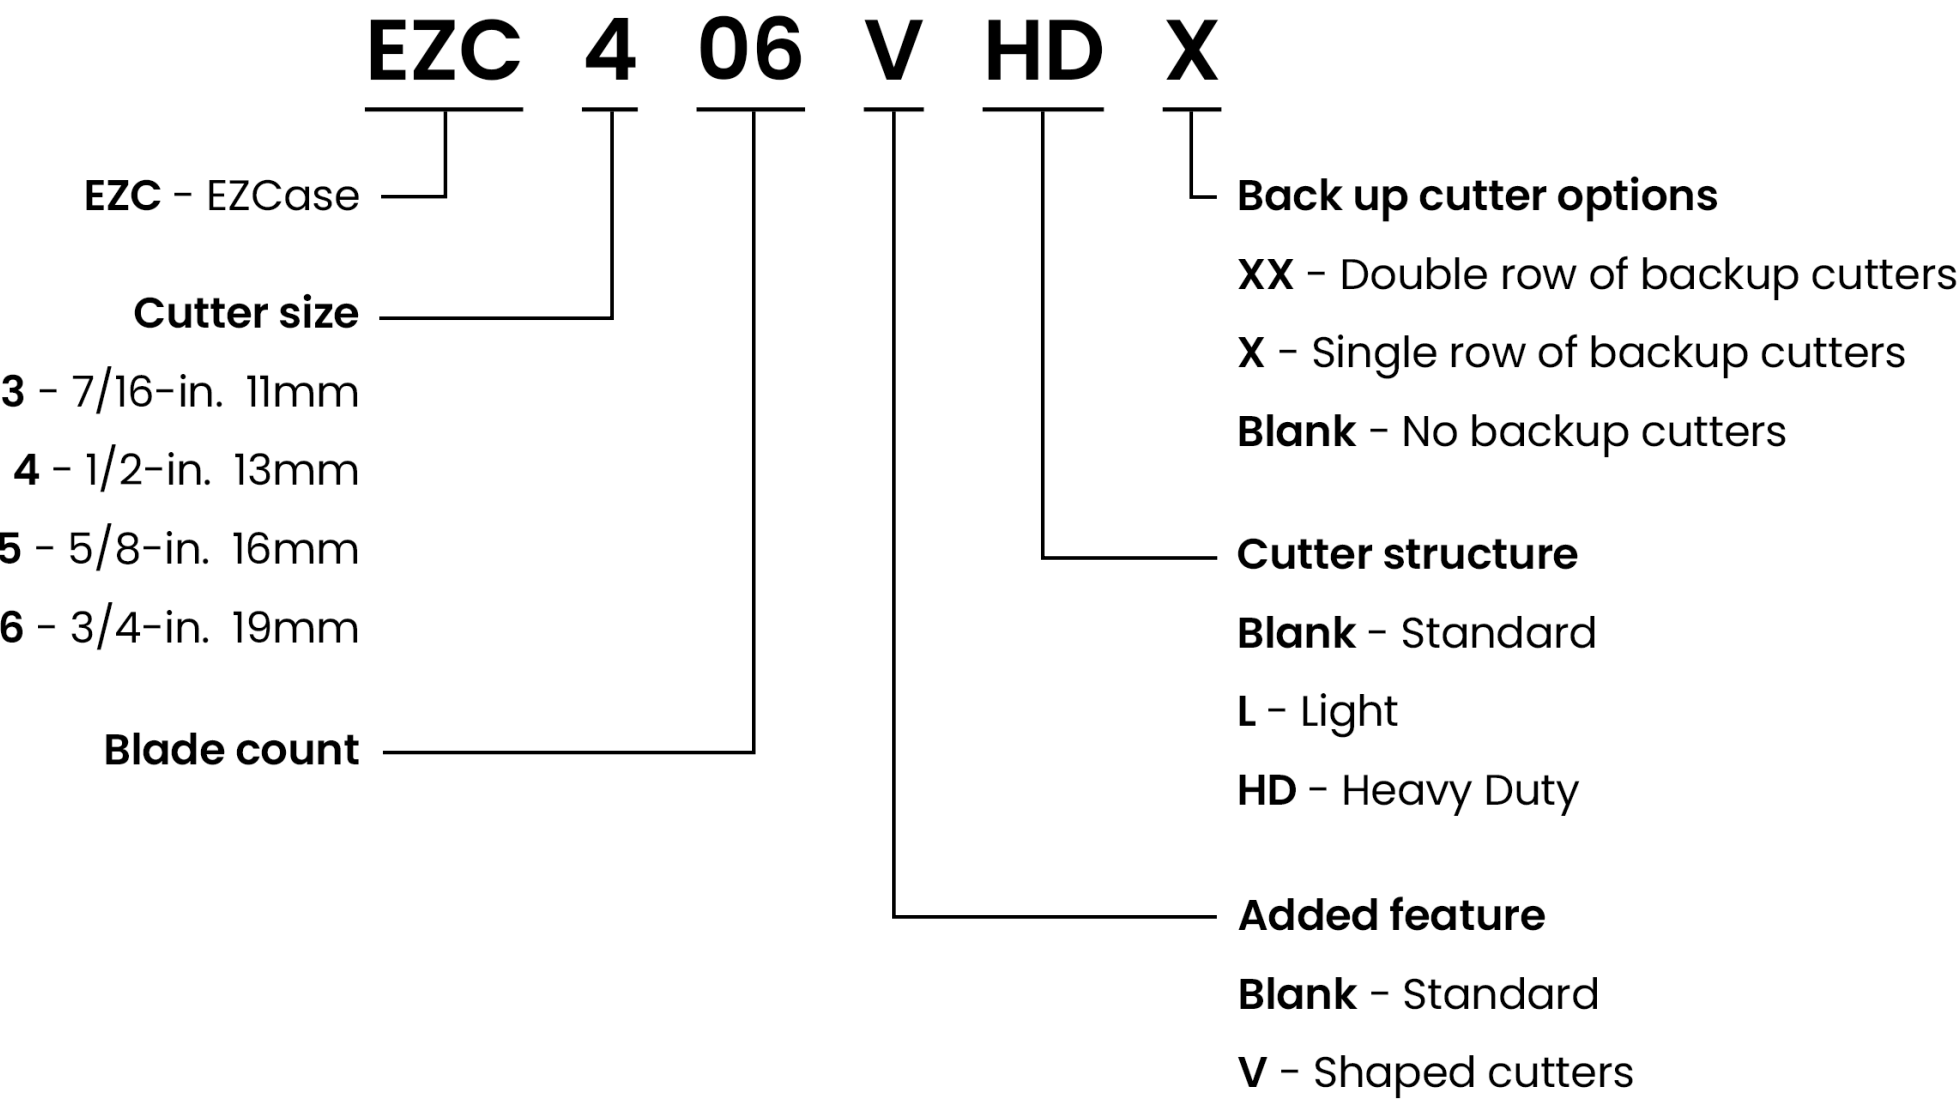 EZC 4 06 V HD X
EZC - EZCase
Cutter size
3 - 7/16-in. 11mm
4 - 1/2-in. 13mm
5 - 5/8-in. 16mm
6 - 3/4-in. 19mm
Blade count
Back up cutter options
XX - Double row of backup cutters
X - Single row of backup cutters
Blank - No backup cutters
Cutter structure
Blank - Standard
L - Light
HD - Heavy Duty
Added feature
Blank - Standard
V - Shaped cutters